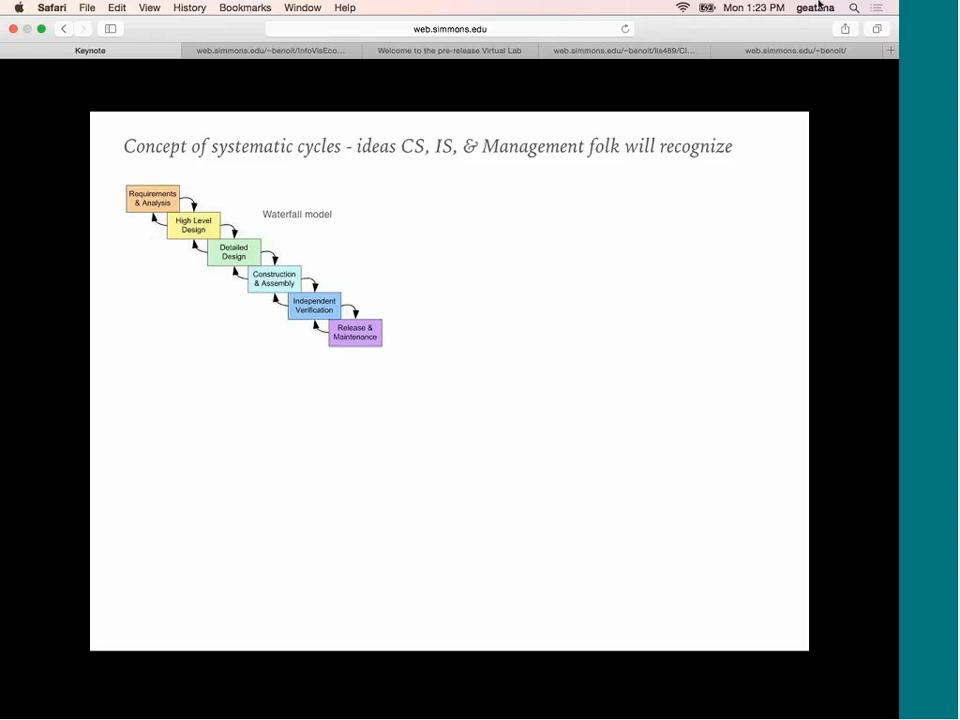 Safari File Edit View History Bookmarks Window Help Mon 1:23 PM geatana
web.simmons.edu
Keynote web.simmons.edu/~benoit/InfoVisEco... Welcome to the pre-release Virtual Lab web.simmons.edu/~benoit/lis489/Cl... web.simmons.edu/~benoit/ +
Concept of systematic cycles - ideas CS, IS, & Management folk will recognize
Requirements
& Analysis
Waterfall model
High Level
Design
Detailed
Design
Construction
& Assembly
Independent
Verification
Release &
Maintenance